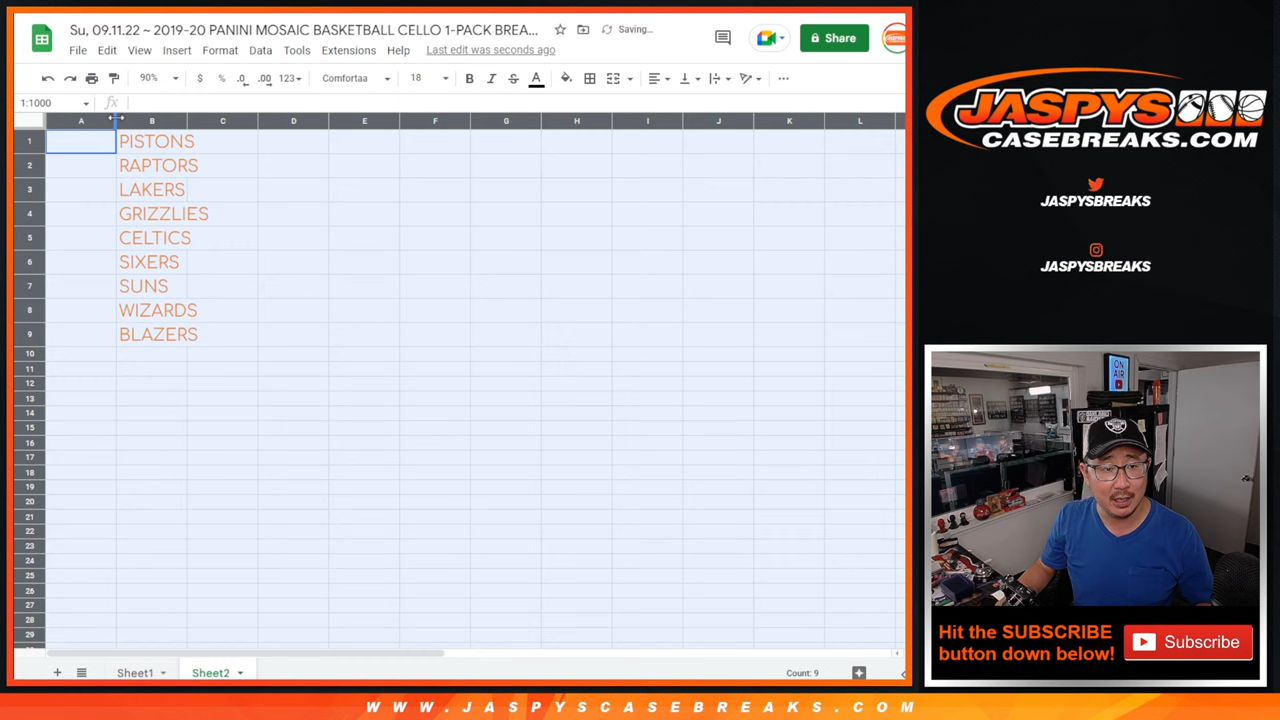 Su, 09.11.22 ~ 2019-20 PANINI MOSAIC BASKETBALL CELLO 1-PACK BREA...
Saving...
File Edit View Insert Format Data Tools Extensions Help Last edit was seconds ago
Share
JASPYS
90% $ % .0 .00 123 Comfortaa 18 B I S A
1:1000 fx
A B C D E F G H I J K L
1 PISTONS
2 RAPTORS
3 LAKERS
4 GRIZZLIES
5 CELTICS
6 SIXERS
7 SUNS
8 WIZARDS
9 BLAZERS
10
11
12
13
14
15
16
17
18
19
20
21
22
23
24
25
26
27
28
29
Sheet1 Sheet2 Count: 9
JASPYS
CASEBREAKS.COM
JASPYSBREAKS
JASPYSBREAKS
ON
AIR
Hit the SUBSCRIBE
button down below!
Subscribe
WWW.JASPYSCASEBREAKS.COM